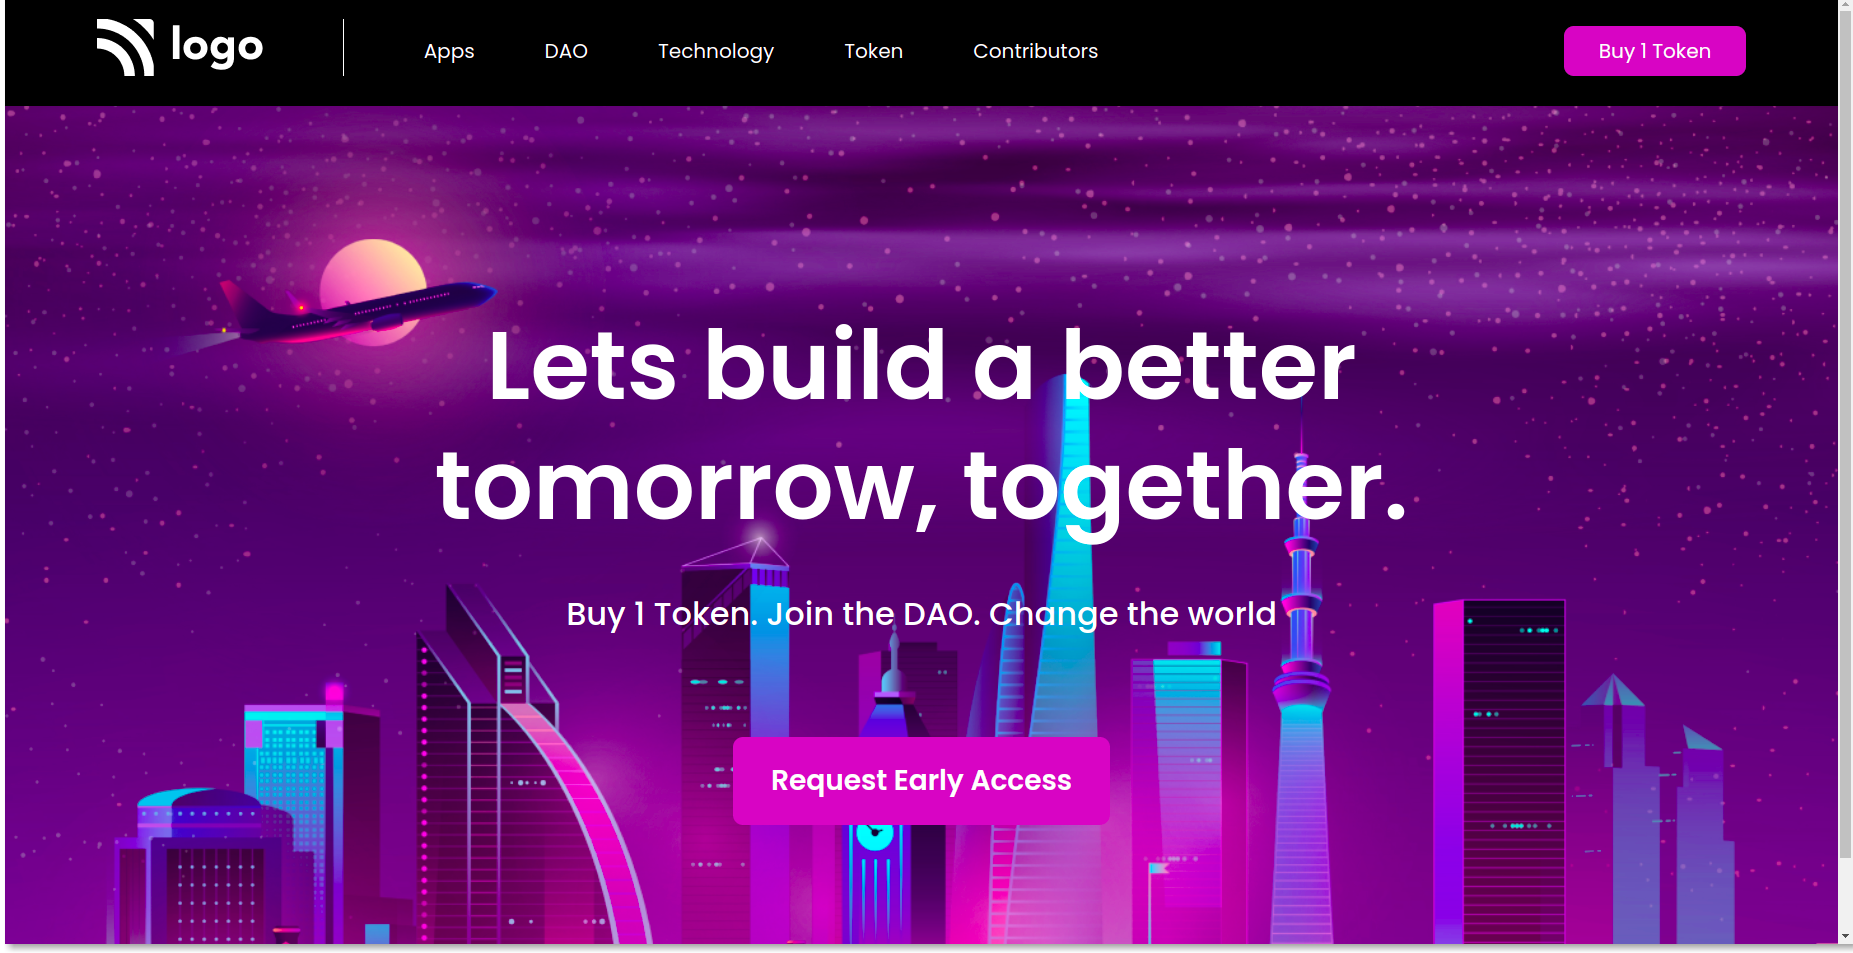 logo
Apps
DAO
Technology
Token
Contributors
Buy 1 Token
Lets build a better
tomorrow, together.
Buy 1 Token. Join the DAO. Change the world
Request Early Access